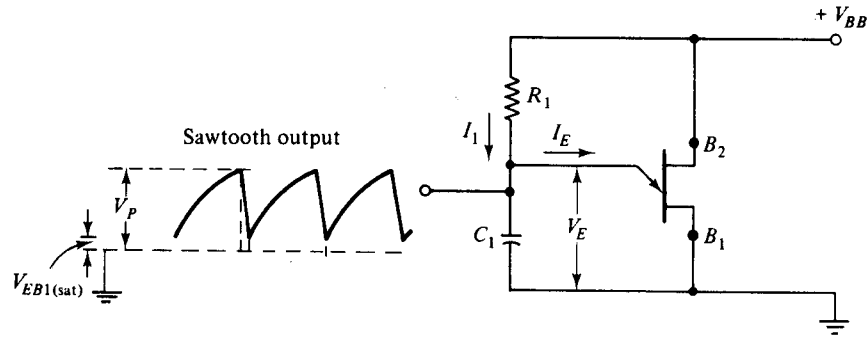 + V_BB
R_1
Sawtooth output
I_1
I_E
B_2
V_P
C_1
V_E
B_1
V_EB1(sat)